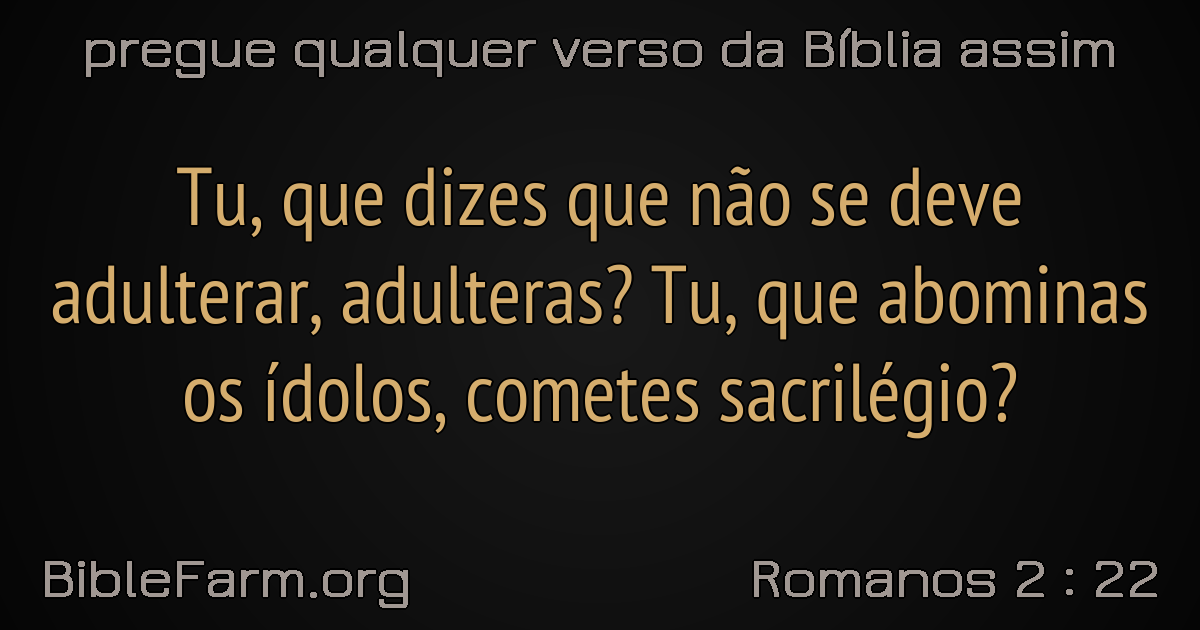 pregue qualquer verso da Bíblia assim
Tu, que dizes que não se deve
adulterar, adulteras? Tu, que abominas
os ídolos, cometes sacrilégio?
BibleFarm.org
Romanos 2 : 22